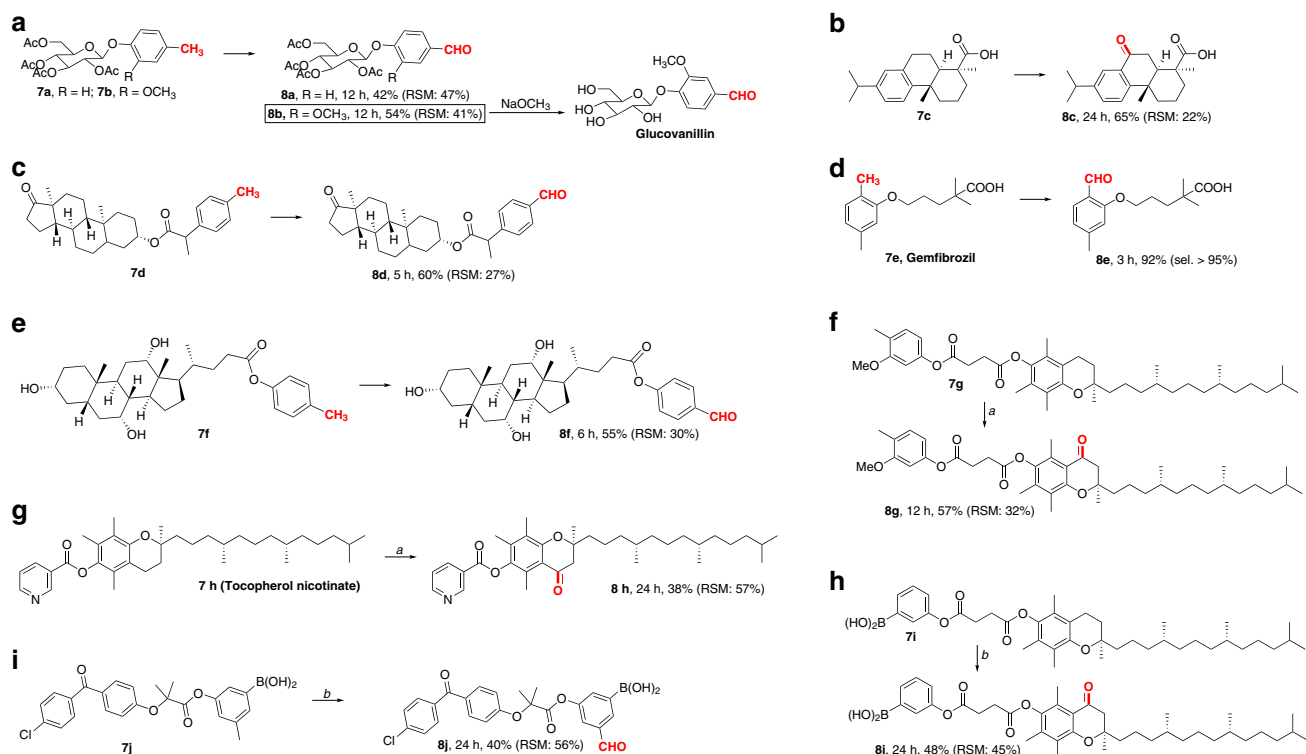 a
AcO
AcO
AcO
OAc
O
O
CH3
R
7a, R = H; 7b, R = OCH3
AcO
AcO
AcO
OAc
O
O
CHO
R
8a, R = H, 12 h, 42% (RSM: 47%)
8b, R = OCH3, 12 h, 54% (RSM: 41%)
NaOCH3
HO
HO
HO
OH
O
O
H3CO
CHO
Glucovanillin
b
H
O
OH
7c
O
H
O
OH
8c, 24 h, 65% (RSM: 22%)
c
O
H
H
H
O
O
CH3
7d
O
H
H
H
O
O
CHO
8d, 5 h, 60% (RSM: 27%)
d
CH3
O
COOH
7e, Gemfibrozil
CHO
O
COOH
8e, 3 h, 92% (sel. > 95%)
e
OH
HO
H
H
H
H
OH
O
O
CH3
7f
OH
HO
H
H
H
H
OH
O
O
CHO
8f, 6 h, 55% (RSM: 30%)
f
MeO
O
O
O
O
O
7g
a
MeO
O
O
O
O
O
O
8g, 12 h, 57% (RSM: 32%)
g
O
O
N
O
7 h (Tocopherol nicotinate)
a
O
O
N
O
O
8 h, 24 h, 38% (RSM: 57%)
h
(HO)2B
O
O
O
O
O
7i
b
(HO)2B
O
O
O
O
O
O
8i, 24 h, 48% (RSM: 45%)
i
O
Cl
O
O
O
B(OH)2
7j
b
O
Cl
O
O
O
B(OH)2
CHO
8j, 24 h, 40% (RSM: 56%)